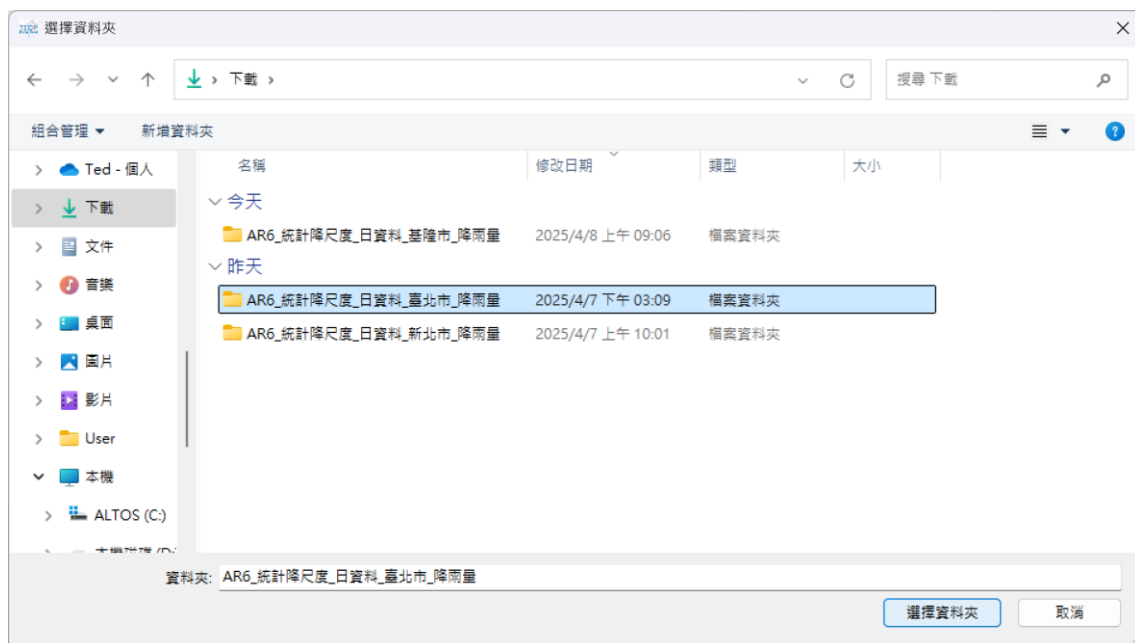 選擇資料夾
下載
搜尋 下載
組合管理 新增資料夾
Ted - 個人
下載
文件
音樂
桌面
圖片
影片
User
本機
ALTOS (C:)
名稱 修改日期 類型 大小
今天
AR6_統計降尺度_日資料_基隆市_降雨量 2025/4/8 上午 09:06 檔案資料夾
昨天
AR6_統計降尺度_日資料_臺北市_降雨量 2025/4/7 下午 03:09 檔案資料夾
AR6_統計降尺度_日資料_新北市_降雨量 2025/4/7 上午 10:01 檔案資料夾
資料夾: AR6_統計降尺度_日資料_臺北市_降雨量
選擇資料夾 取消